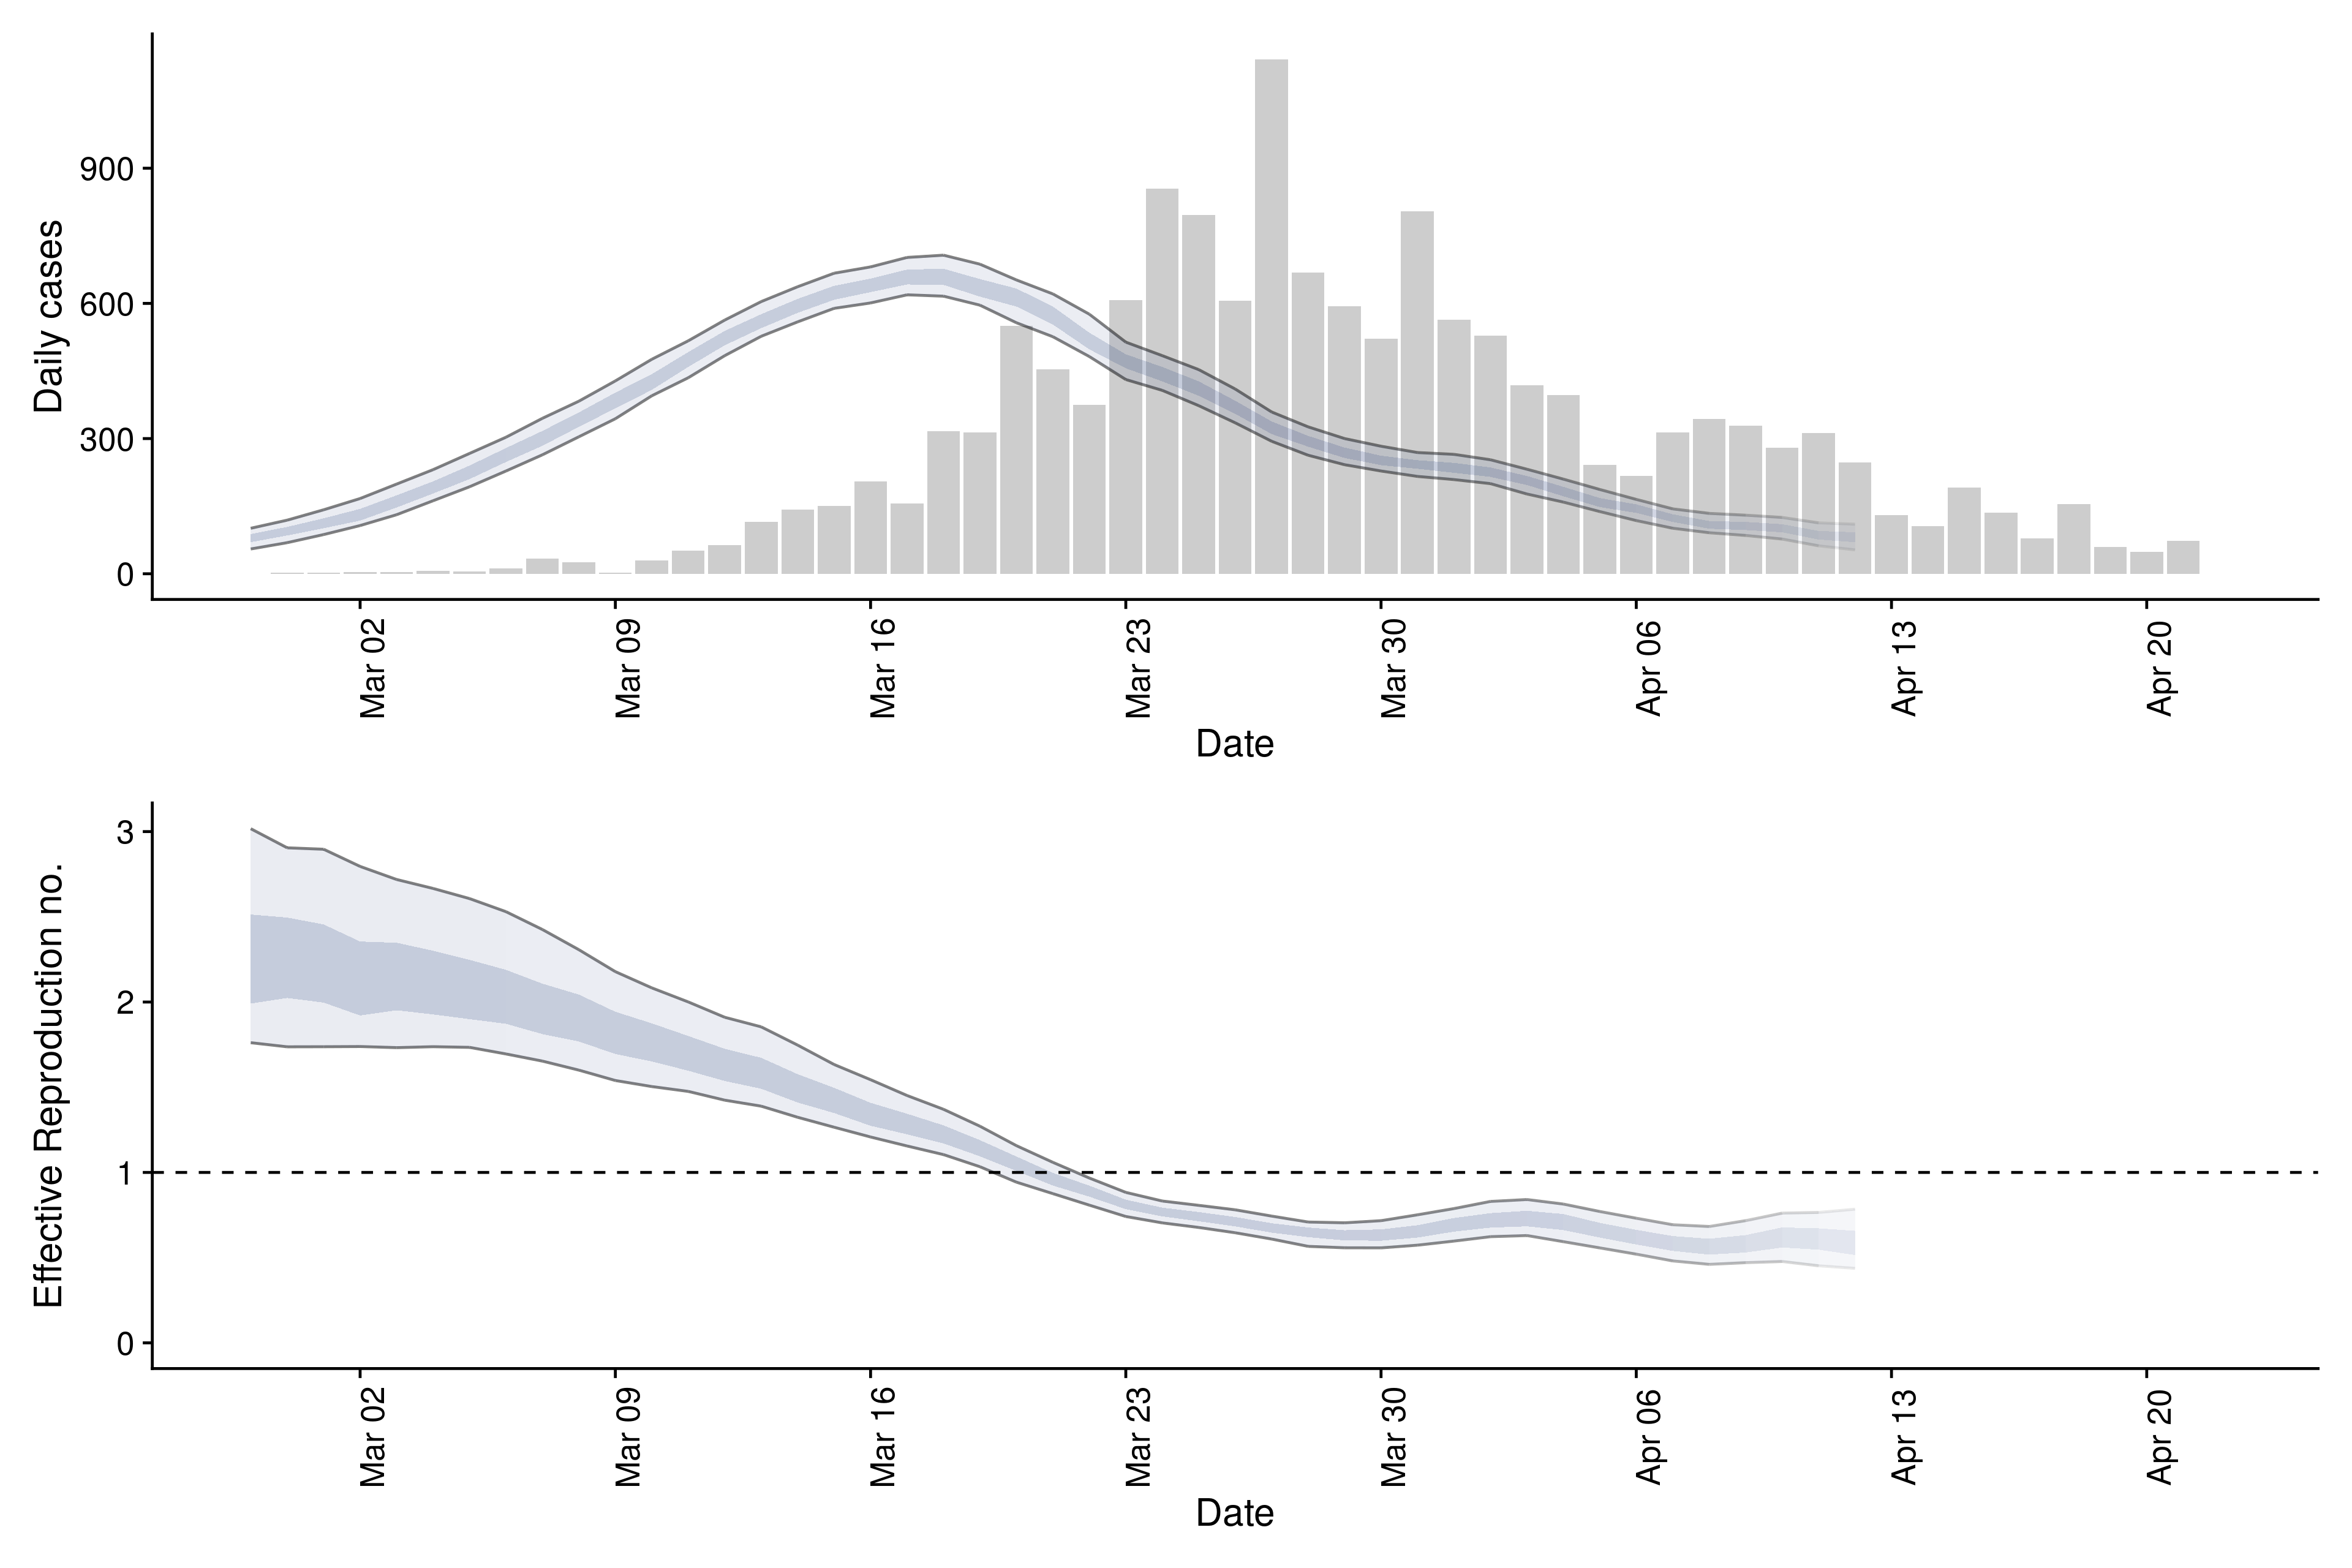 Daily cases
900
600
300
0
Mar 02
Mar 09
Mar 16
Mar 23
Mar 30
Apr 06
Apr 13
Apr 20
Date
Effective Reproduction no.
3
2
1
0
Mar 02
Mar 09
Mar 16
Mar 23
Mar 30
Apr 06
Apr 13
Apr 20
Date